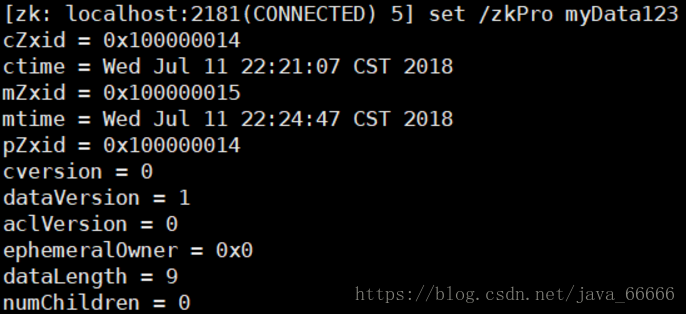 [zk: localhost:2181(CONNECTED) 5] set /zkPro myData123
cZxid = 0x100000014
ctime = Wed Jul 11 22:21:07 CST 2018
mZxid = 0x100000015
mtime = Wed Jul 11 22:24:47 CST 2018
pZxid = 0x100000014
cversion = 0
dataVersion = 1
aclVersion = 0
ephemeralOwner = 0x0
dataLength = 9
numChildren = 0
https://blog.csdn.net/java_66666